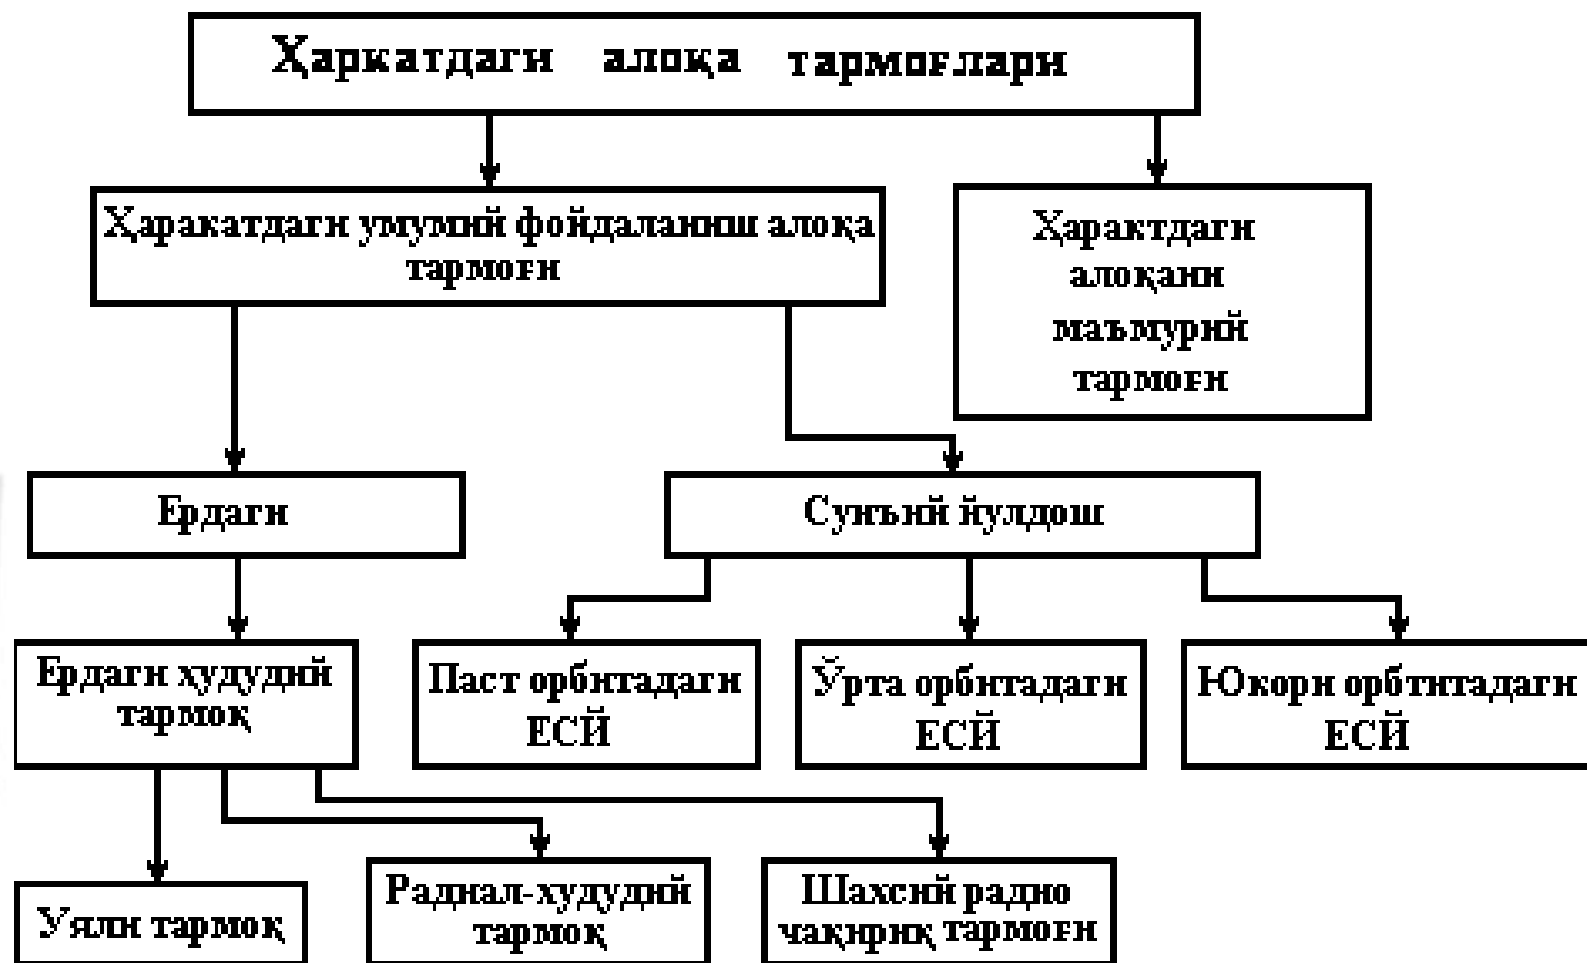 Ҳаркатдаги алоқа тармоғлари
Ҳаракатдаги умумий фойдаланиш алоқа
тармоғи
Ҳарактдаги
алоқани
маъмурий
тармоғи
Ердаги
Сунъий йулдош
Ердаги ҳудудий
тармоқ
Паст орбитадаги
ЕСЙ
Ўрта орбитадаги
ЕСЙ
Юкори орбтитадаги
ЕСЙ
Уяли тармоқ
Радиал-худудий
тармоқ
Шахсий радио
чақириқ тармоғи